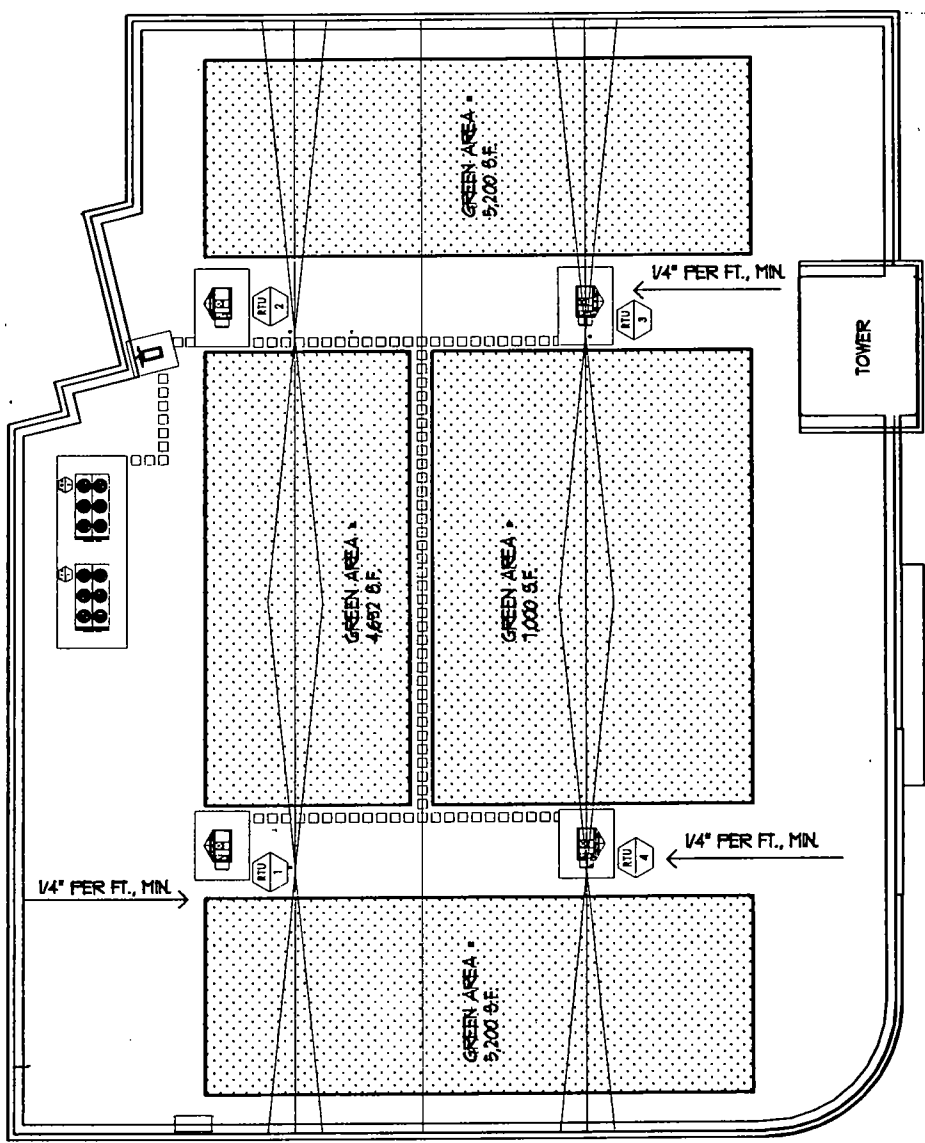 GREEN AREA =
5,200 S.F.
RTU
2
1/4" PER FT., MIN.
RTU
3
TOWER
GREEN AREA =
S.F.
GREEN AREA =
7,000 S.F.
RTU
1
RTU
4
1/4" PER FT., MIN.
1/4" PER FT., MIN.
GREEN AREA =
5,200 S.F.